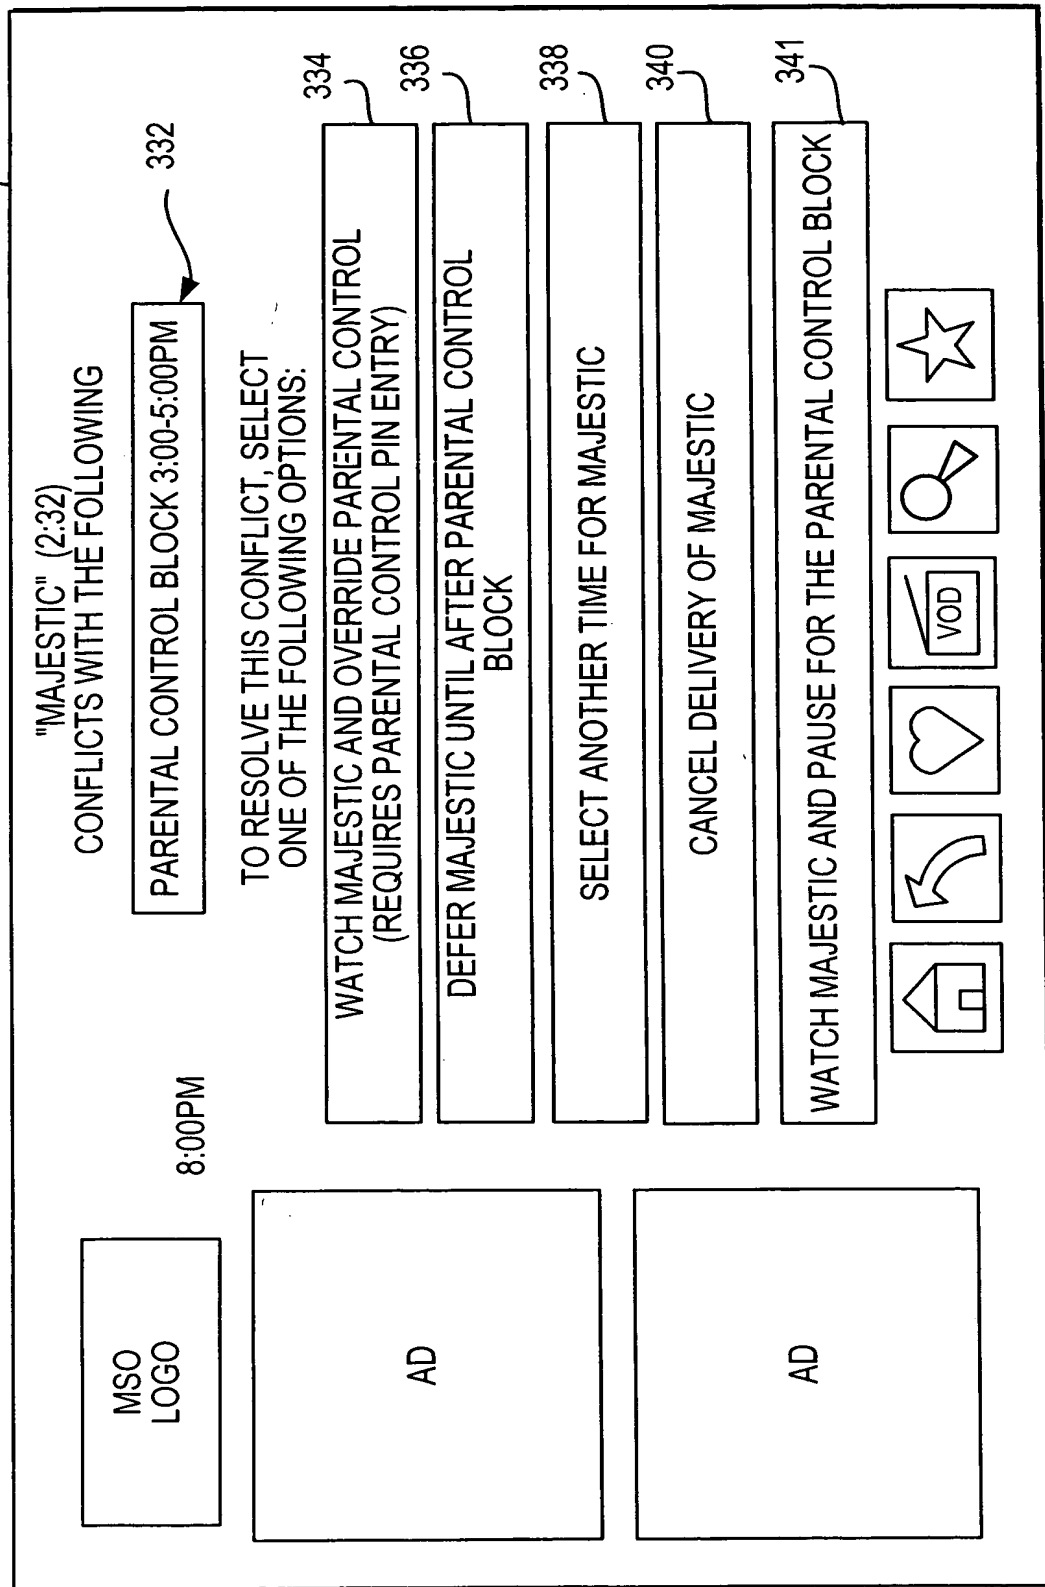 MSO
LOGO
8:00PM
"MAJESTIC" (2:32)
CONFLICTS WITH THE FOLLOWING
PARENTAL CONTROL BLOCK 3:00-5:00PM
332
TO RESOLVE THIS CONFLICT, SELECT
ONE OF THE FOLLOWING OPTIONS:
WATCH MAJESTIC AND OVERRIDE PARENTAL CONTROL
(REQUIRES PARENTAL CONTROL PIN ENTRY)
334
DEFER MAJESTIC UNTIL AFTER PARENTAL CONTROL
BLOCK
336
SELECT ANOTHER TIME FOR MAJESTIC
338
CANCEL DELIVERY OF MAJESTIC
340
WATCH MAJESTIC AND PAUSE FOR THE PARENTAL CONTROL BLOCK
341
AD
AD
VOD